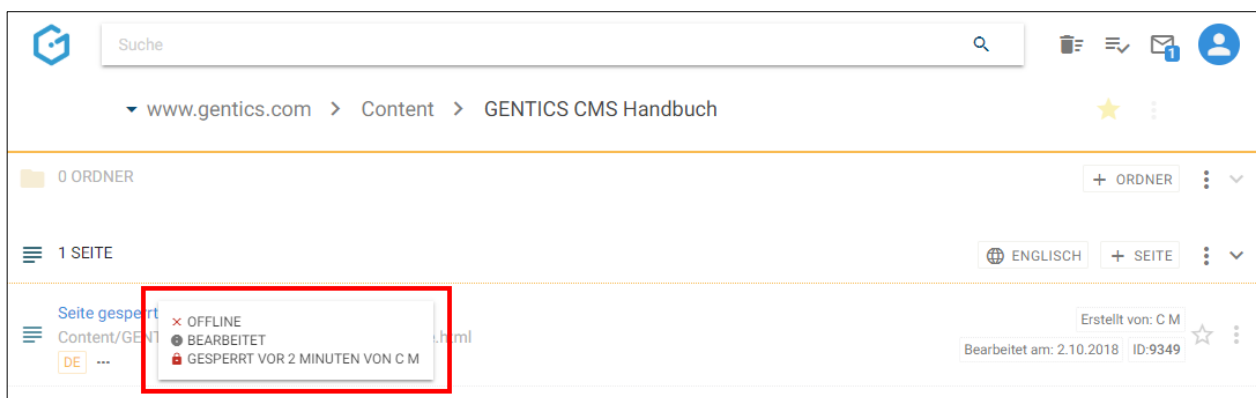 Suche
1
www.gentics.com > Content > GENTICS CMS Handbuch
0 ORDNER
+ ORDNER
1 SEITE
ENGLISCH
+ SEITE
Seite gesperrt
OFFLINE
Erstellt von: C M
Content/GENT
BEARBEITET
.html
Bearbeitet am: 2.10.2018
ID:9349
DE
GESPERRT VOR 2 MINUTEN VON C M